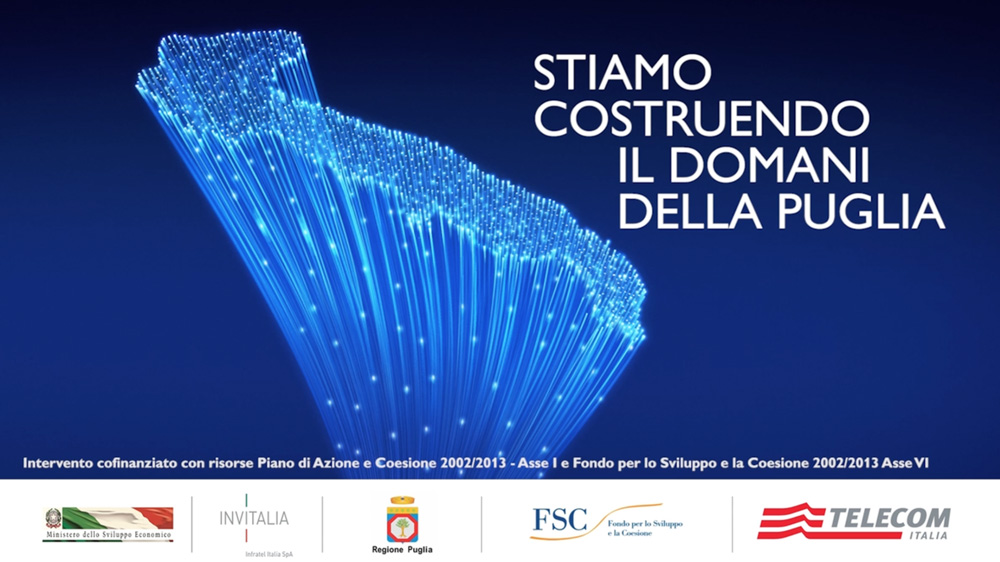 STIAMO
COSTRUENDO
IL DOMANI
DELLA PUGLIA
Intervento cofinanziato con risorse Piano di Azione e Coesione 2002/2013 - Asse I e Fondo per lo Sviluppo e la Coesione 2002/2013 Asse VI
Ministero dello Sviluppo Economico
INVITALIA
Infratel Italia SpA
Regione Puglia
FSC
Fondo per lo Sviluppo
e la Coesione
TELECOM
ITALIA